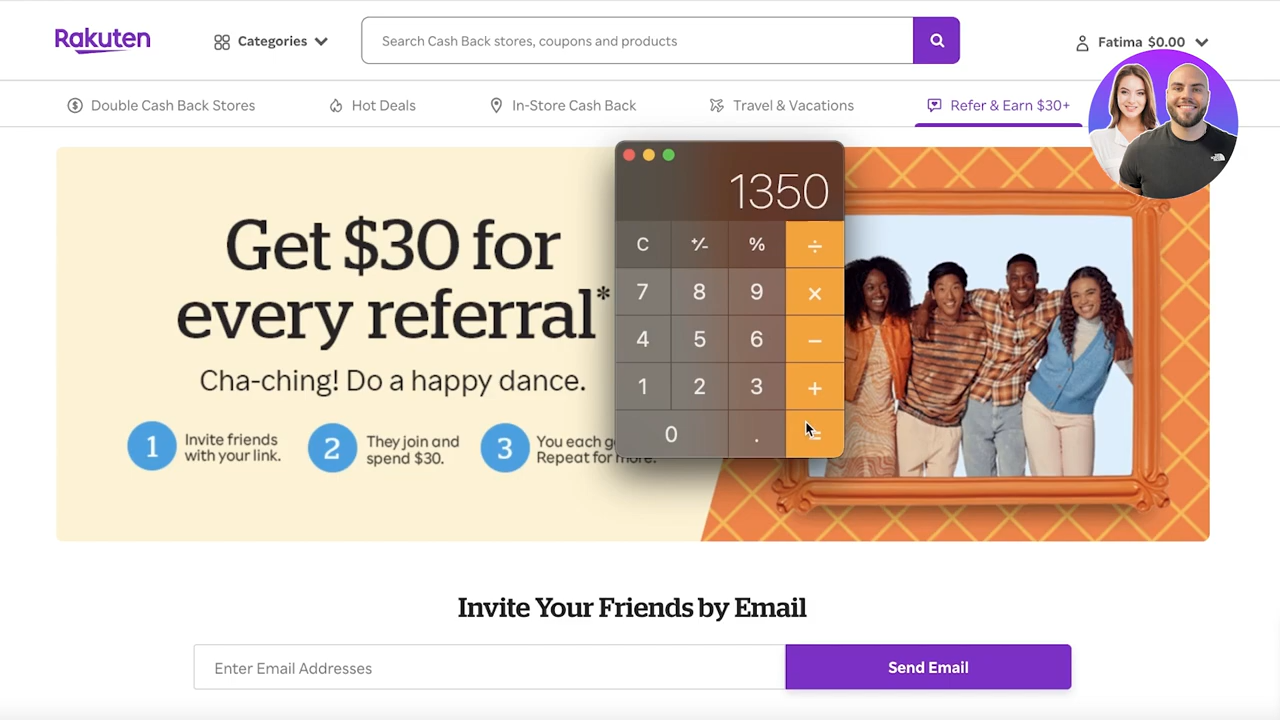 Rakuten
Categories
Search Cash Back stores, coupons and products
Fatima $0.00
Double Cash Back Stores
Hot Deals
In-Store Cash Back
Travel & Vacations
Refer & Earn $30+
Get $30 for
every referral*
Cha-ching! Do a happy dance.
1 Invite friends
with your link.
2 They join and
spend $30.
3 You each g
Repeat for more.
1350
C +/- % ÷
7 8 9 ×
4 5 6 −
1 2 3 +
0 . =
Invite Your Friends by Email
Enter Email Addresses
Send Email